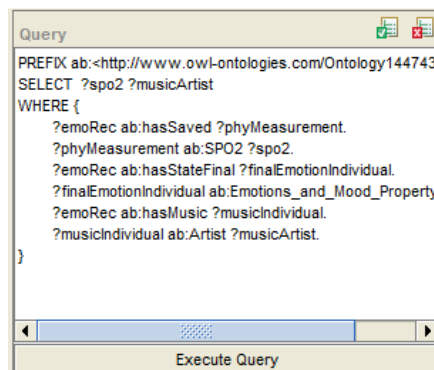 Query
PREFIX ab:<http://www.owl-ontologies.com/Ontology144743
SELECT ?spo2 ?musicArtist
WHERE {
?emoRec ab:hasSaved ?phyMeasurement.
?phyMeasurement ab:SPO2 ?spo2.
?emoRec ab:hasStateFinal ?finalEmotionIndividual.
?finalEmotionIndividual ab:Emotions_and_Mood_Property
?emoRec ab:hasMusic ?musicIndividual.
?musicIndividual ab:Artist ?musicArtist.
}
Execute Query